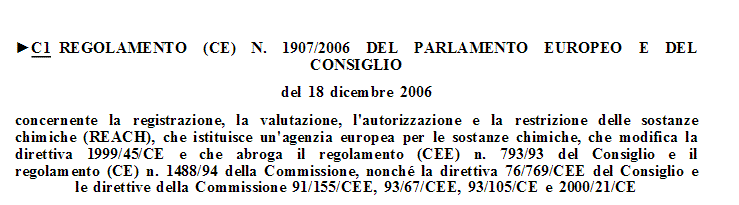 ►C1 REGOLAMENTO (CE) N. 1907/2006 DEL PARLAMENTO EUROPEO E DEL
CONSIGLIO
del 18 dicembre 2006
concernente la registrazione, la valutazione, l'autorizzazione e la restrizione delle sostanze
chimiche (REACH), che istituisce un'agenzia europea per le sostanze chimiche, che modifica la
direttiva 1999/45/CE e che abroga il regolamento (CEE) n. 793/93 del Consiglio e il
regolamento (CE) n. 1488/94 della Commissione, nonché la direttiva 76/769/CEE del Consiglio e
le direttive della Commissione 91/155/CEE, 93/67/CEE, 93/105/CE e 2000/21/CE